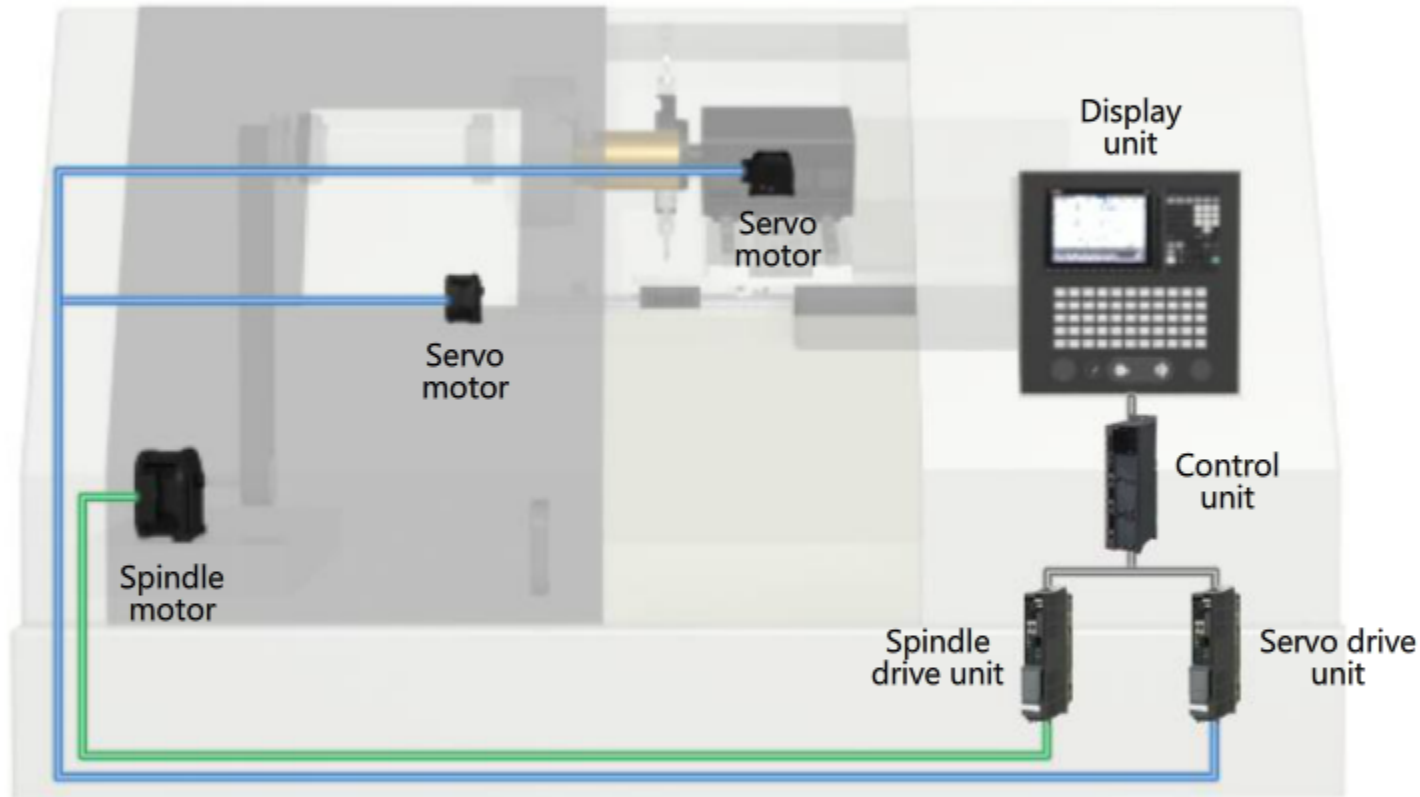 Display
unit
Servo
motor
Servo
motor
Control
unit
Spindle
motor
Spindle
drive unit
Servo drive
unit